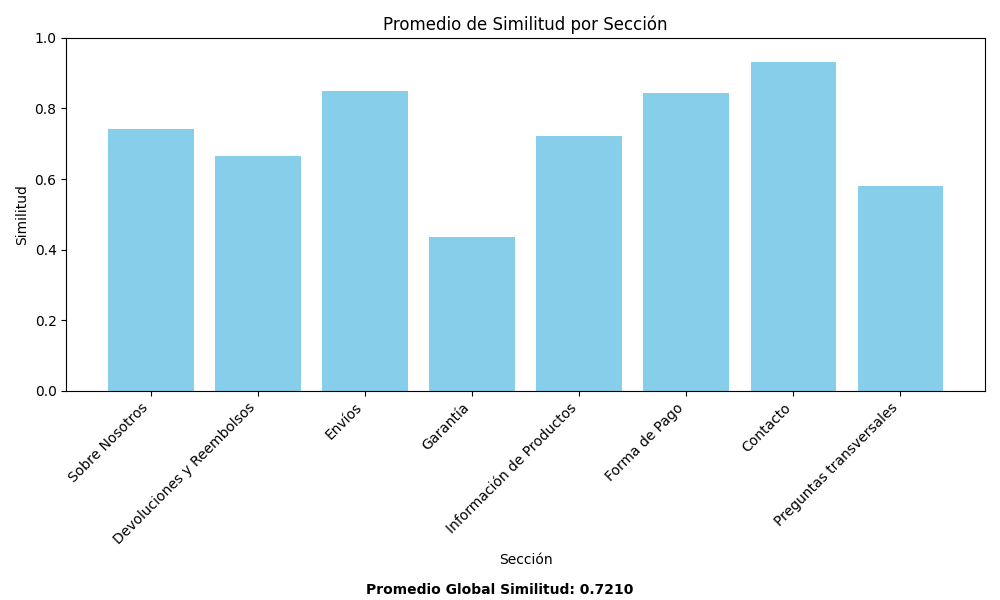 Promedio de Similitud por Sección
Similitud
1.0
0.8
0.6
0.4
0.2
0.0
Sobre Nosotros
Devoluciones y Reembolsos
Envíos
Garantía
Información de Productos
Forma de Pago
Contacto
Preguntas transversales
Sección
Promedio Global Similitud: 0.7210